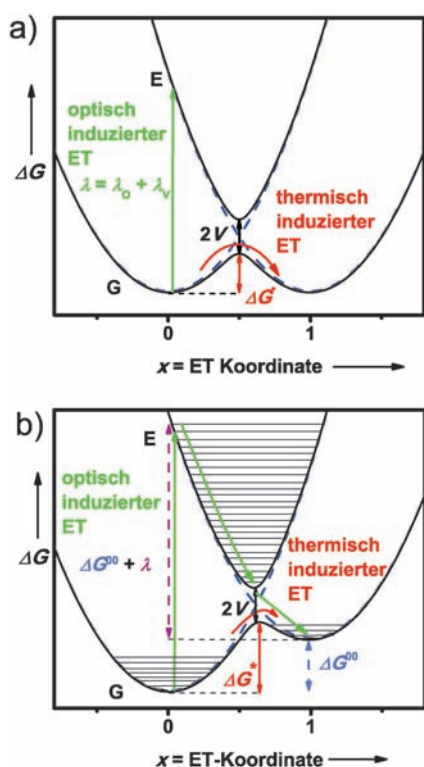 a)
E
optisch
induzierter
ET
λ = λo + λv
ΔG
thermisch
induzierter
ET
2V
G
ΔG*
0
1
x = ET Koordinate
b)
E
optisch
induzierter
ET
ΔG⁰⁰ + λ
ΔG
thermisch
induzierter
ET
2V
ΔG*
ΔG⁰⁰
G
0
1
x = ET-Koordinate